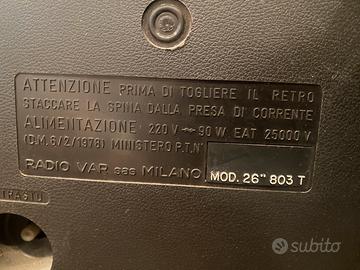 ATTENZIONE PRIMA DI TOGLIERE IL RETRO
STACCARE LA SPINA DALLA PRESA DI CORRENTE
ALIMENTAZIONE 220 V ~ 90 W EAT 25000 V
(D.M. 6/2/1978) MINISTERO P.T. N°
RADIO VAR sas MILANO
MOD. 26" 803 T
subito